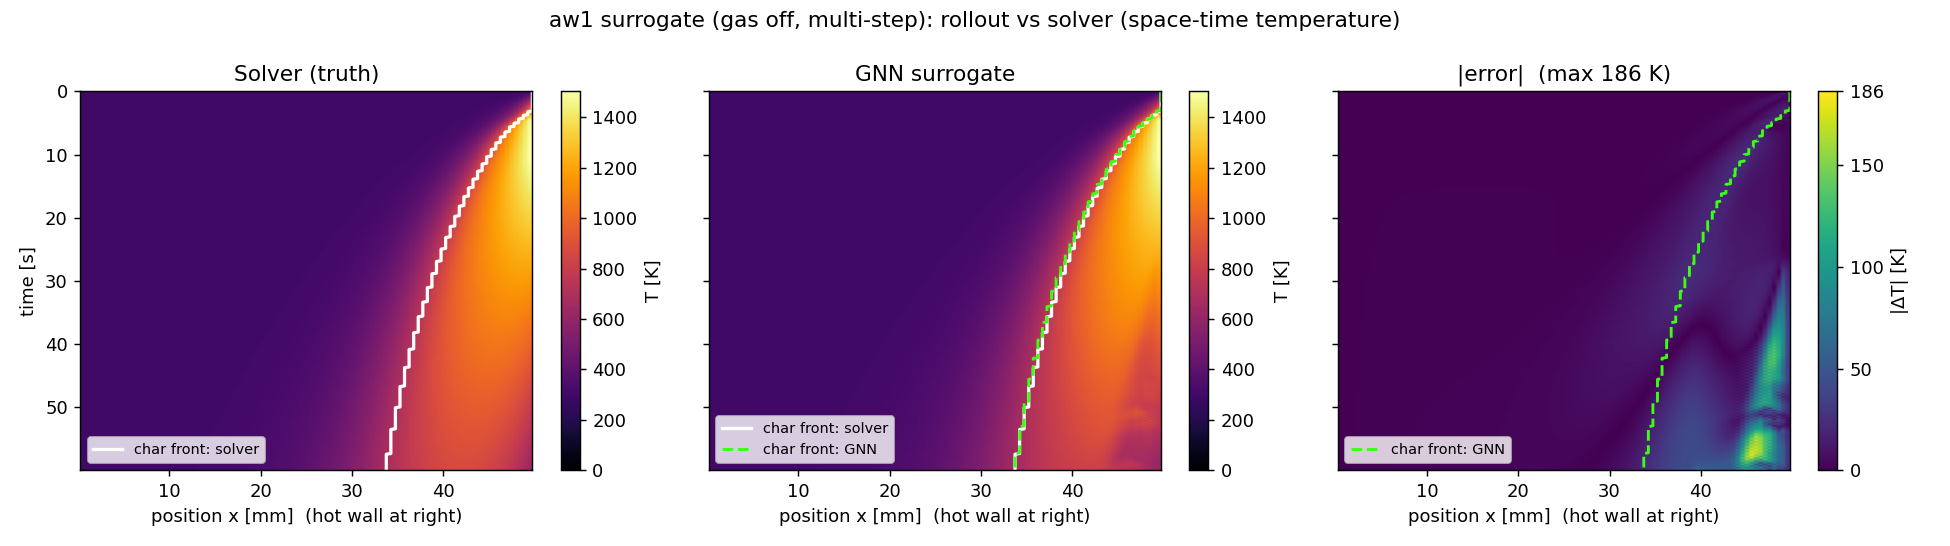 aw1 surrogate (gas off, multi-step): rollout vs solver (space-time temperature)
Solver (truth)
0
10
20
30
40
50
time [s]
10
20
30
40
position x [mm]  (hot wall at right)
char front: solver
1400
1200
1000
800
600
400
200
0
T [K]
GNN surrogate
10
20
30
40
position x [mm]  (hot wall at right)
char front: solver
char front: GNN
1400
1200
1000
800
600
400
200
0
T [K]
|error|  (max 186 K)
10
20
30
40
position x [mm]  (hot wall at right)
char front: GNN
186
150
100
50
0
|ΔT| [K]